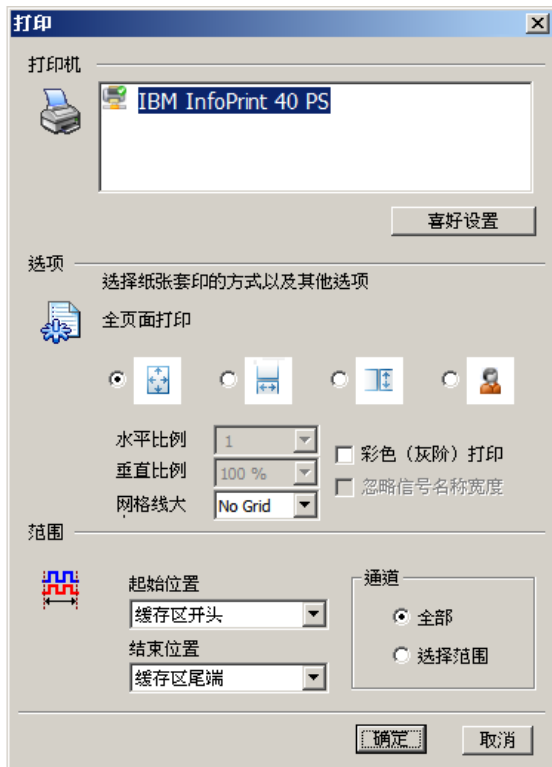 打印
打印机
IBM InfoPrint 40 PS
喜好设置
选项
选择纸张套印的方式以及其他选项
全页面打印
水平比例 1
垂直比例 100 %
网格线大 No Grid
彩色（灰阶）打印
忽略信号名称宽度
范围
起始位置
缓存区开头
结束位置
缓存区尾端
通道
全部
选择范围
确定
取消